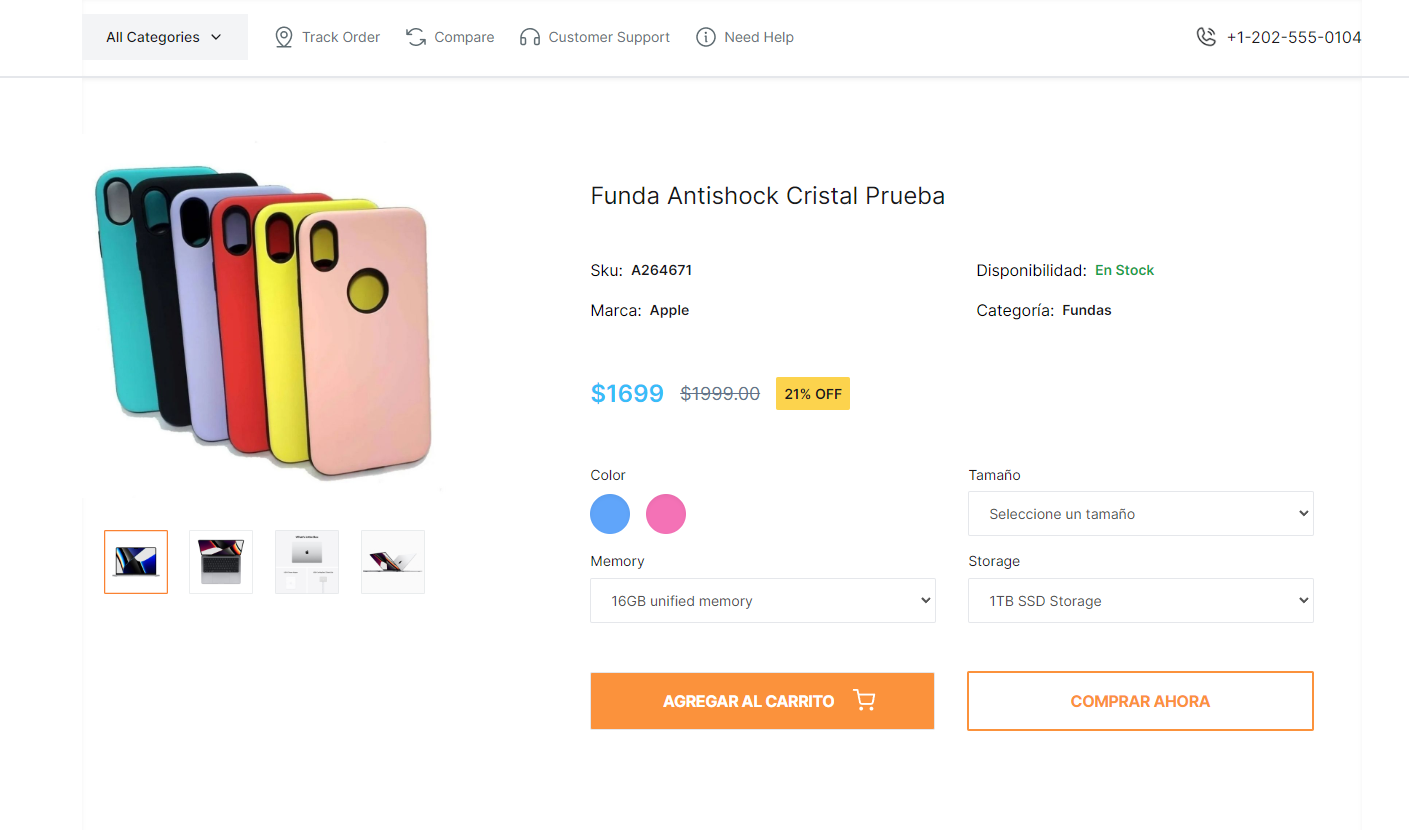 All Categories
Track Order
Compare
Customer Support
Need Help
+1-202-555-0104
Funda Antishock Cristal Prueba
Sku: A264671
Disponibilidad: En Stock
Marca: Apple
Categoría: Fundas
$1699 $1999.00 21% OFF
Color
Tamaño
Seleccione un tamaño
Memory
Storage
16GB unified memory
1TB SSD Storage
AGREGAR AL CARRITO
COMPRAR AHORA